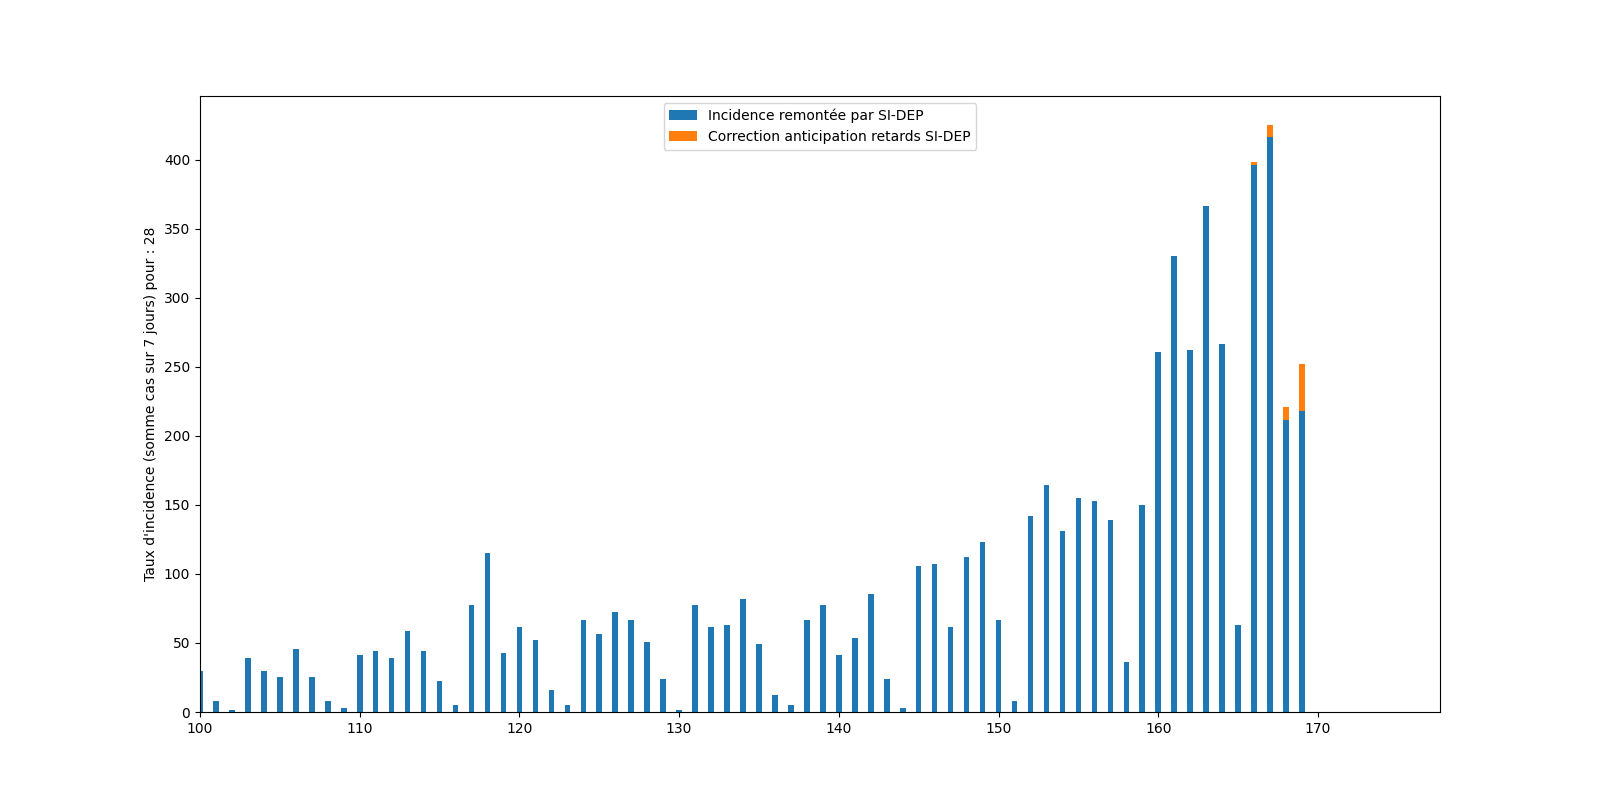 Incidence remontée par SI-DEP
Correction anticipation retards SI-DEP
Taux d'incidence (somme cas sur 7 jours) pour : 28
400
350
300
250
200
150
100
50
0
100 110 120 130 140 150 160 170